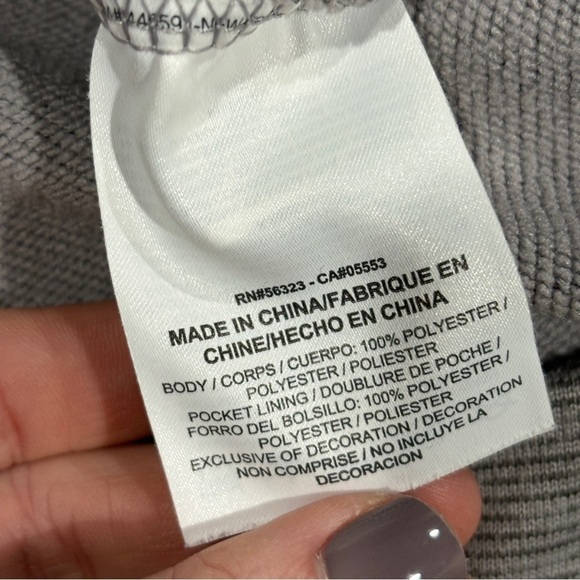 RN#56323 - CA#05553
MADE IN CHINA/FABRIQUE EN
CHINE/HECHO EN CHINA
BODY / CORPS / CUERPO: 100% POLYESTER /
POLYESTER / POLIESTER
POCKET LINING / DOUBLURE DE POCHE /
FORRO DEL BOLSILLO: 100% POLYESTER /
POLYESTER / POLIESTER
EXCLUSIVE OF DECORATION / DECORATION
NON COMPRISE / NO INCLUYE LA
DECORACION